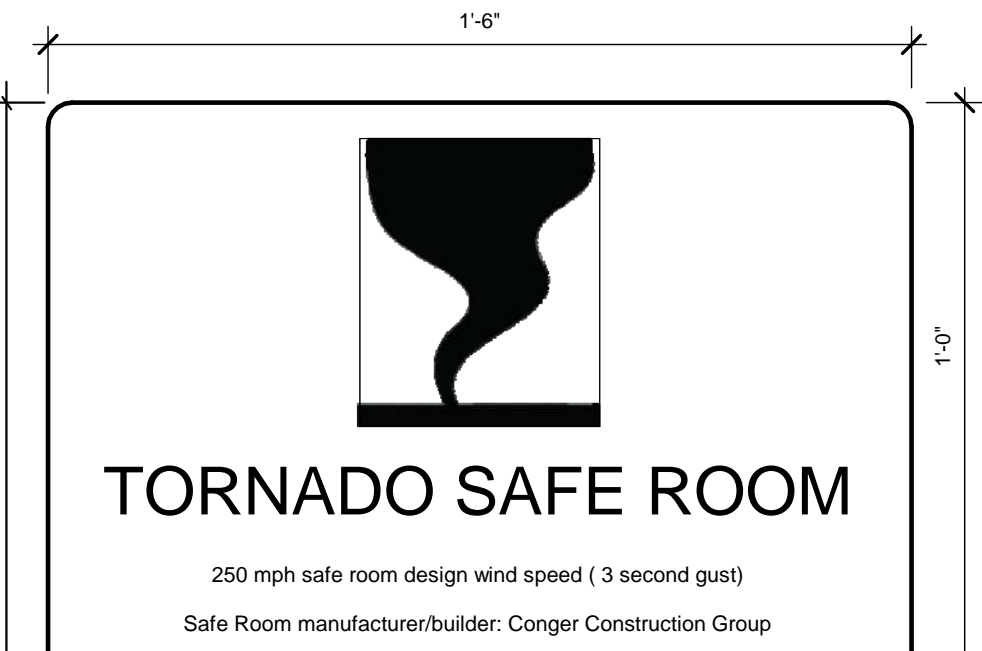 1'-6"
1'-0"
TORNADO SAFE ROOM
250 mph safe room design wind speed ( 3 second gust)
Safe Room manufacturer/builder: Conger Construction Group